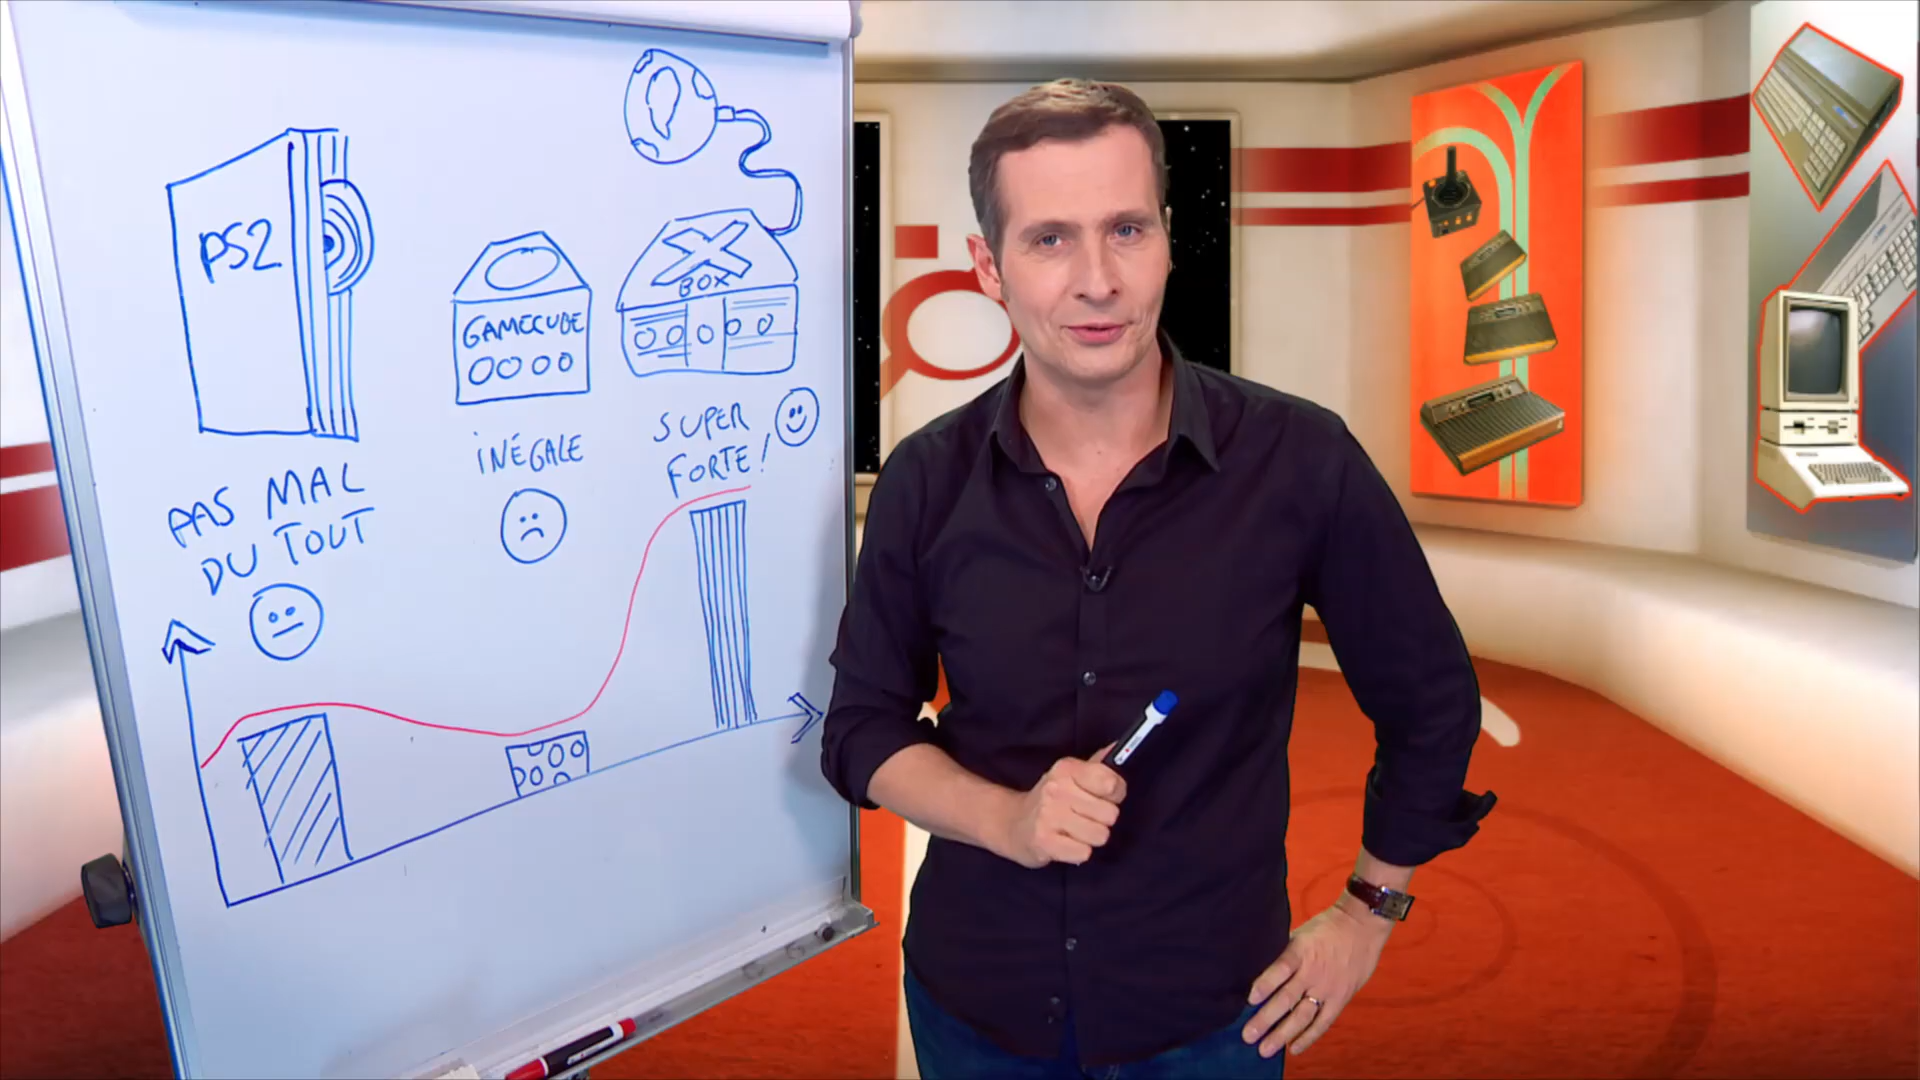 PS2
GAMECUBE
X
BOX
PAS MAL
DU TOUT
INÉGALE
SUPER
FORTE!